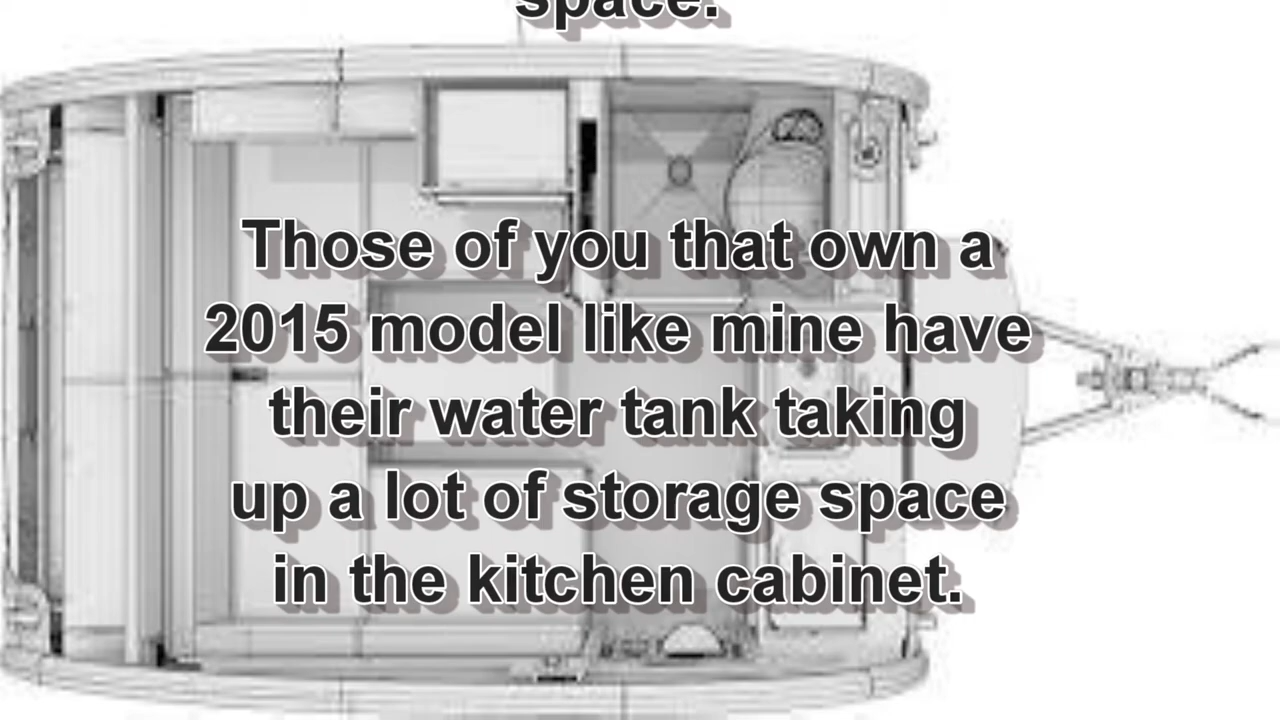 space.
Those of you that own a
2015 model like mine have
their water tank taking
up a lot of storage space
in the kitchen cabinet.